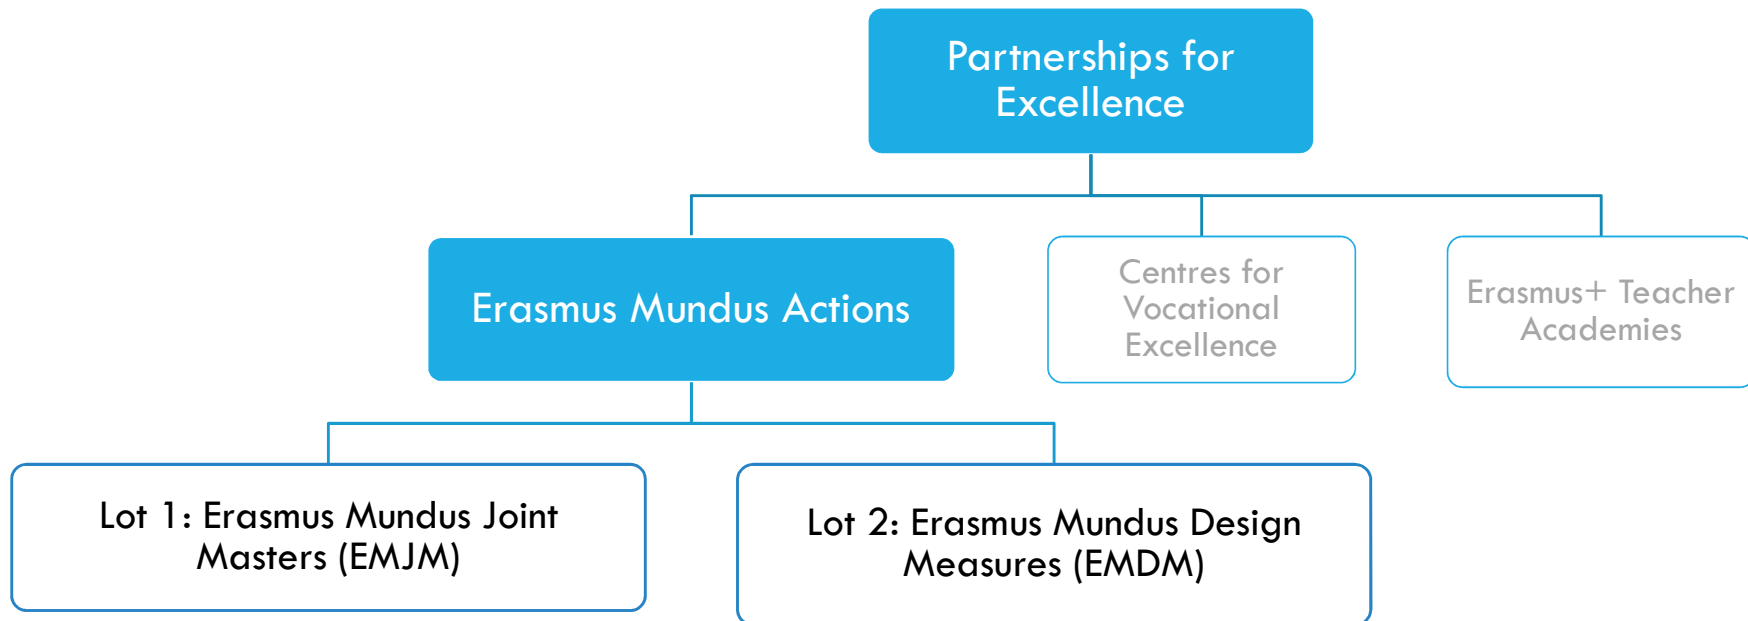 Partnerships for
Excellence
Erasmus Mundus Actions
Centres for
Vocational
Excellence
Erasmus+ Teacher
Academies
Lot 1: Erasmus Mundus Joint
Masters (EMJM)
Lot 2: Erasmus Mundus Design
Measures (EMDM)